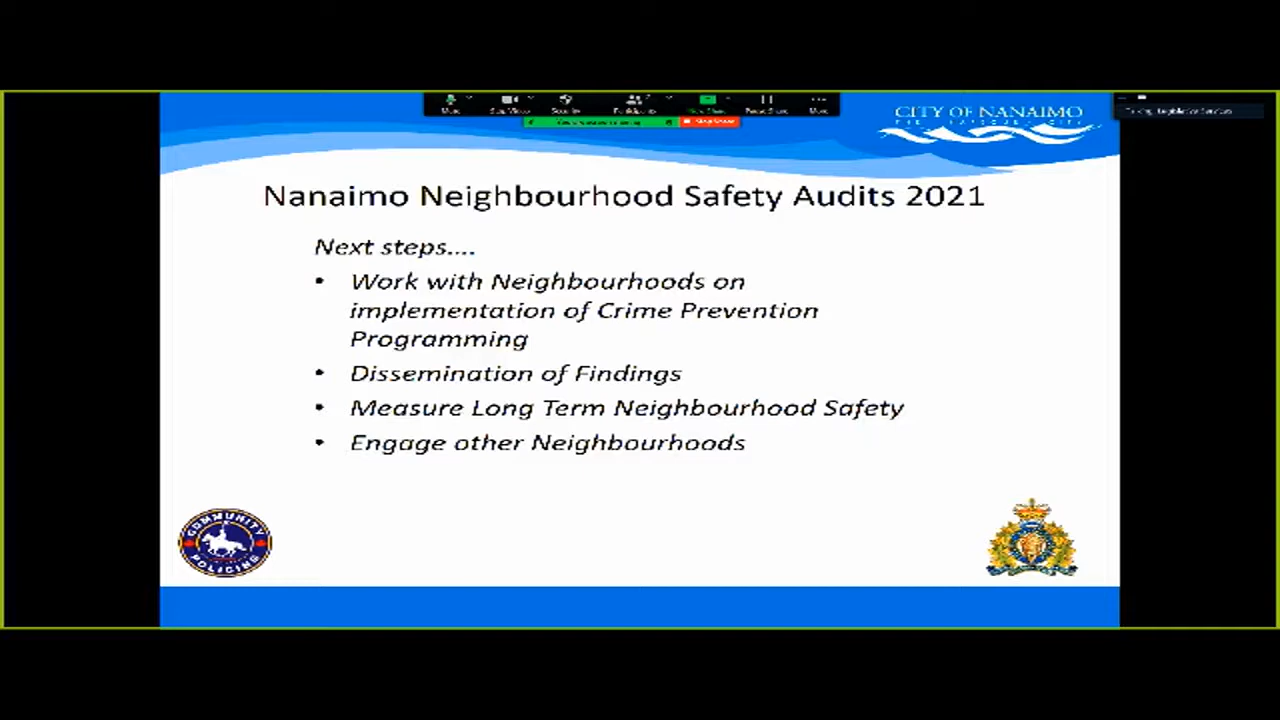 CITY OF NANAIMO
Nanaimo Neighbourhood Safety Audits 2021
Next steps....
• Work with Neighbourhoods on
implementation of Crime Prevention
Programming
• Dissemination of Findings
• Measure Long Term Neighbourhood Safety
• Engage other Neighbourhoods
COMMUNITY
POLICING